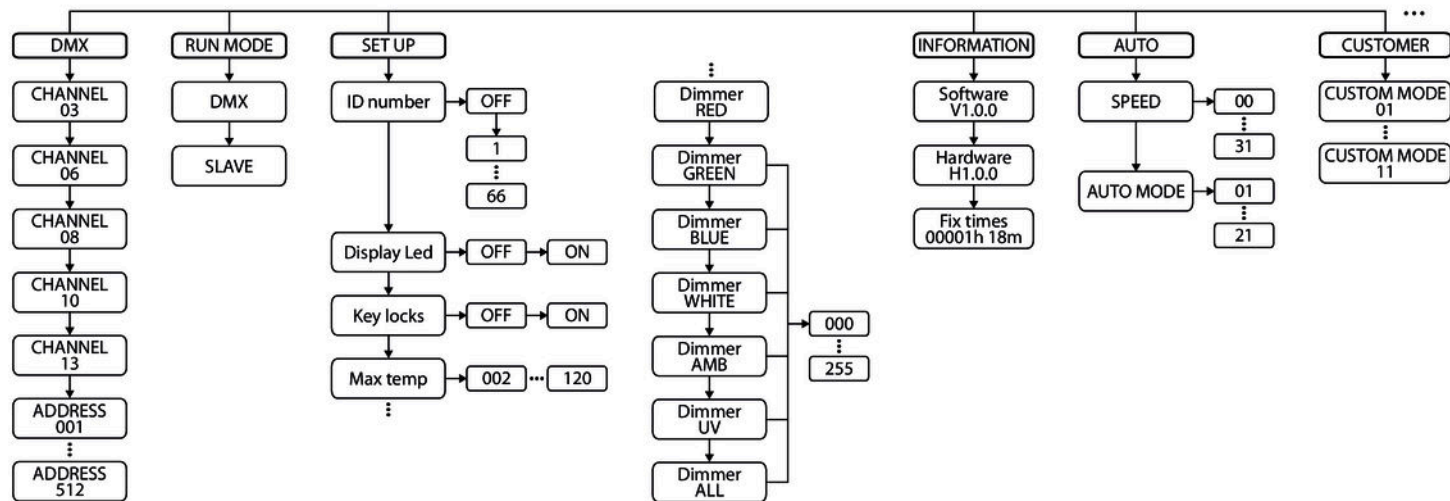 DMX
CHANNEL
03
CHANNEL
06
CHANNEL
08
CHANNEL
10
CHANNEL
13
ADDRESS
001
ADDRESS
512
RUN MODE
DMX
SLAVE
SET UP
ID number
OFF
1
66
Display Led
OFF
ON
Key locks
OFF
ON
Max temp
002
120
Dimmer
RED
Dimmer
GREEN
Dimmer
BLUE
Dimmer
WHITE
Dimmer
AMB
Dimmer
UV
Dimmer
ALL
000
255
INFORMATION
Software
V1.0.0
Hardware
H1.0.0
Fix times
00001h 18m
AUTO
SPEED
00
31
AUTO MODE
01
21
CUSTOMER
CUSTOM MODE
01
CUSTOM MODE
11